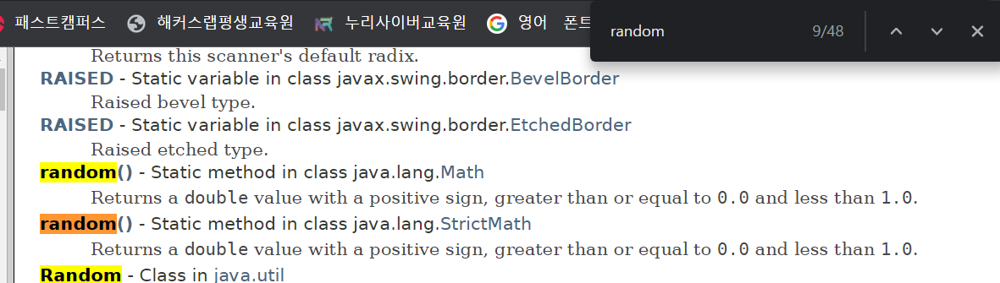 패스트캠퍼스 해커스랩평생교육원 누리사이버교육원 영어 폰트
random 9/48
Returns this scanner's default radix.
RAISED - Static variable in class javax.swing.border.BevelBorder
Raised bevel type.
RAISED - Static variable in class javax.swing.border.EtchedBorder
Raised etched type.
random() - Static method in class java.lang.Math
Returns a double value with a positive sign, greater than or equal to 0.0 and less than 1.0.
random() - Static method in class java.lang.StrictMath
Returns a double value with a positive sign, greater than or equal to 0.0 and less than 1.0.
Random - Class in java.util